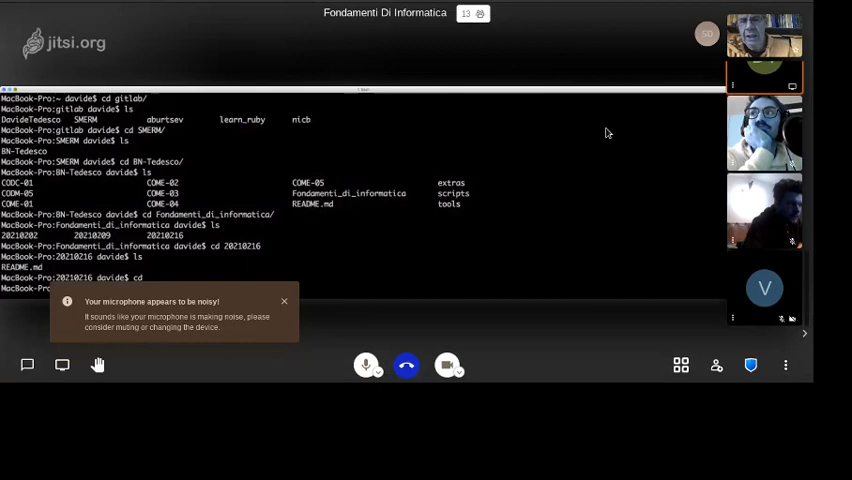 Fondamenti Di Informatica 13
jitsi.org
SD
MacBook-Pro:~ davide$ cd gitlab/
MacBook-Pro:gitlab davide$ ls
DavideTedesco SMERM aburtsev learn_ruby nicb
MacBook-Pro:gitlab davide$ cd SMERM/
MacBook-Pro:SMERM davide$ ls
BN-Tedesco
MacBook-Pro:SMERM davide$ cd BN-Tedesco/
MacBook-Pro:BN-Tedesco davide$ ls
CODC-01 COME-02 COME-05 extras
CODM-05 COME-03 Fondamenti_di_informatica scripts
COME-01 COME-04 README.md tools
MacBook-Pro:BN-Tedesco davide$ cd Fondamenti_di_informatica/
MacBook-Pro:Fondamenti_di_informatica davide$ ls
20210202 20210209 20210216
MacBook-Pro:Fondamenti_di_informatica davide$ cd 20210216
MacBook-Pro:20210216 davide$ ls
README.md
MacBook-Pro:20210216 davide$ cd
MacBook-Pro
Your microphone appears to be noisy!
It sounds like your microphone is making noise, please
consider muting or changing the device.
V